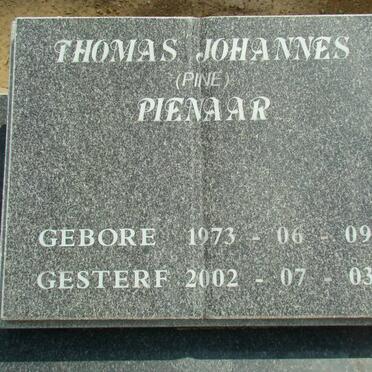 THOMAS JOHANNES
(PINE)
PIENAAR
GEBORE 1973 - 06 - 09
GESTERF 2002 - 07 - 03